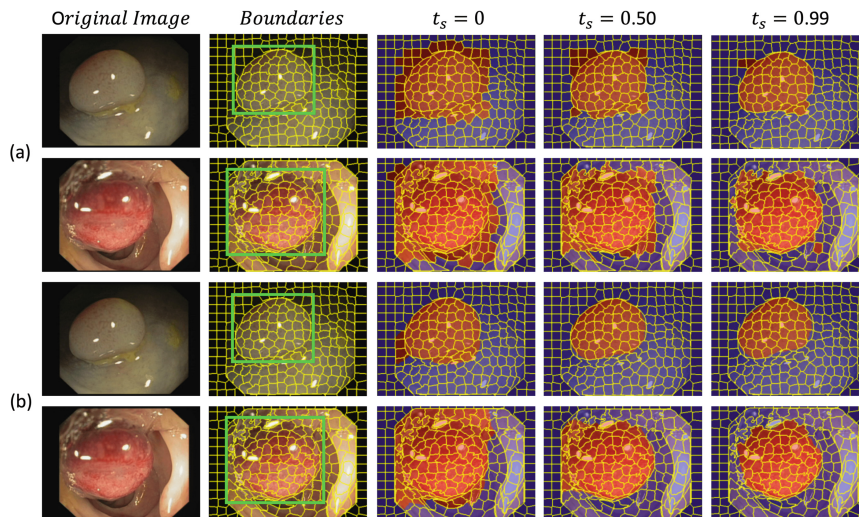 Original Image Boundaries t_s = 0 t_s = 0.50 t_s = 0.99
(a)
(b)